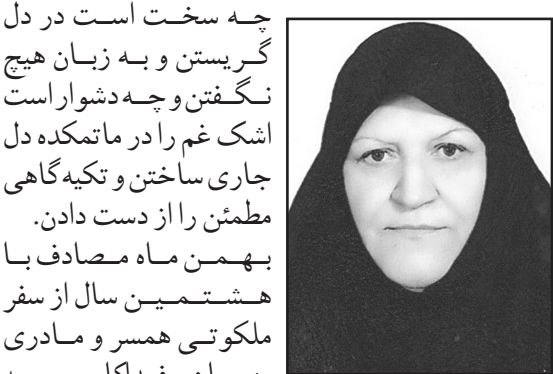 چه سخت است در دل
گریستن و به زبان هیچ
نگفتن و چه دشوار است
اشک غم را در ماتمکده دل
جاری ساختن و تکیه‌گاهی
مطمئن را از دست دادن.
بهمن ماه مصادف با
هشتمین سال از سفر
ملکوتی همسر و مادری